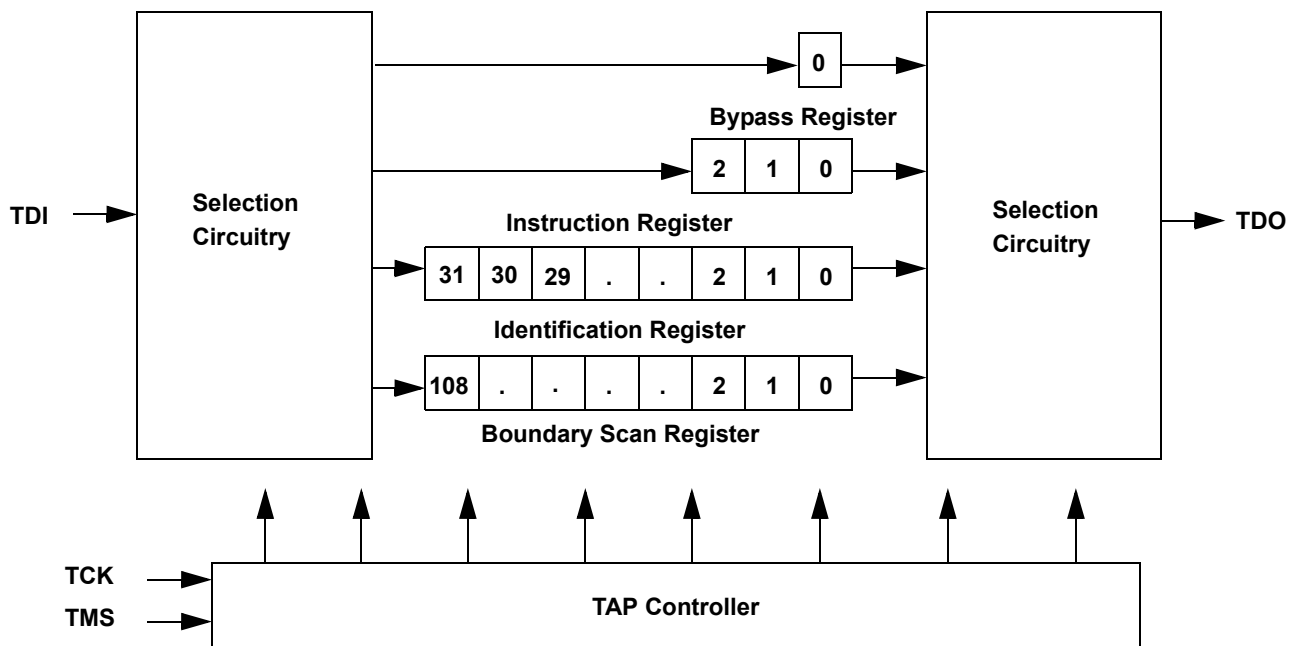 0
Bypass Register
2 1 0
TDI
Selection
Circuitry
Selection
Circuitry
TDO
Instruction Register
31 30 29 . . 2 1 0
Identification Register
108 . . . . 2 1 0
Boundary Scan Register
TCK
TMS
TAP Controller